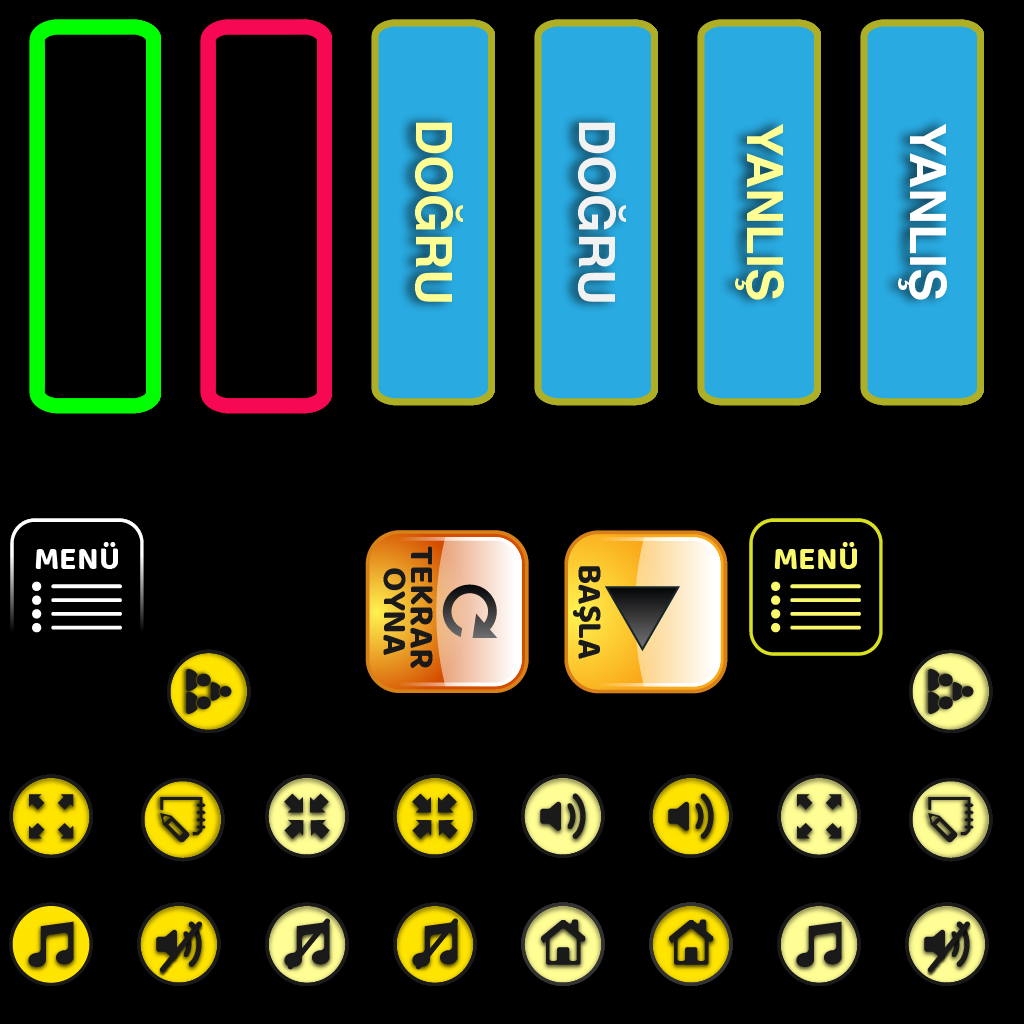 DOĞRU
DOĞRU
YANLIŞ
YANLIŞ
MENÜ
TEKRAR
OYNA
BAŞLA
MENÜ